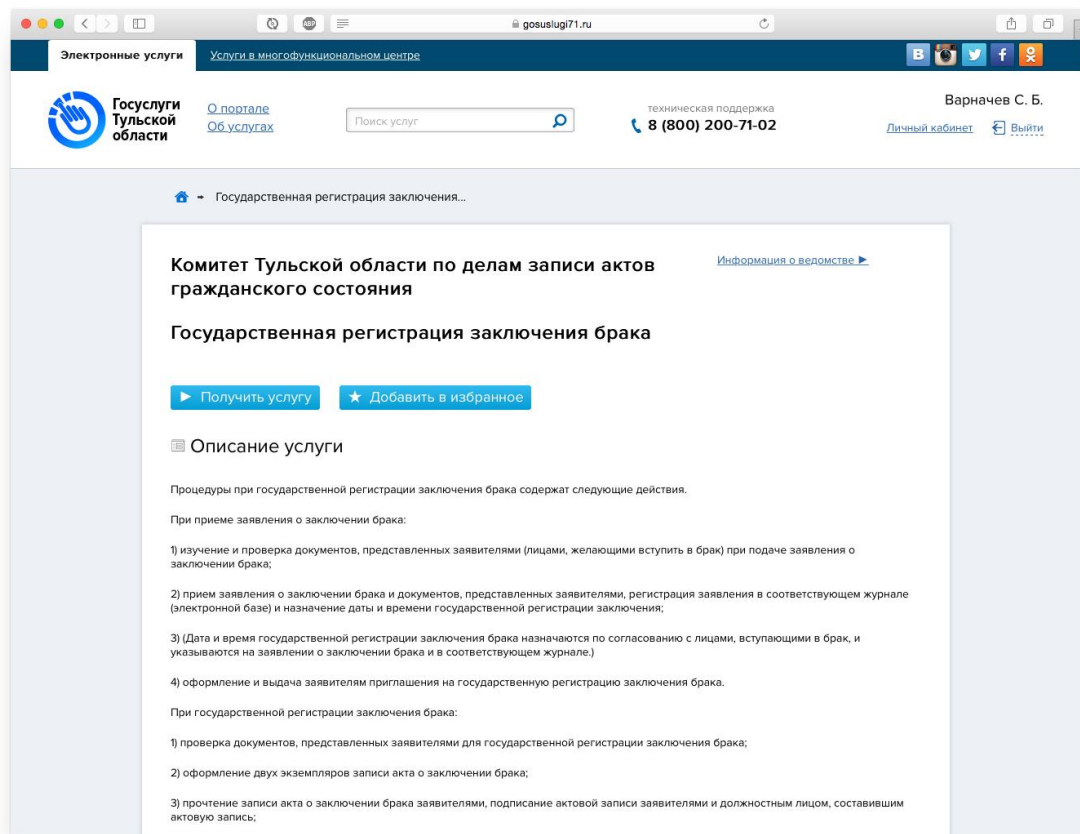 ABP
gosuslugi71.ru
Электронные услуги
Услуги в многофункциональном центре
B
f
Госуслуги
Тульской
области
О портале
Об услугах
Поиск услуг
техническая поддержка
8 (800) 200-71-02
Варначев С. Б.
Личный кабинет
Выйти
Государственная регистрация заключения...
Комитет Тульской области по делам записи актов
гражданского состояния
Информация о ведомстве
Государственная регистрация заключения брака
Получить услугу
Добавить в избранное
Описание услуги
Процедуры при государственной регистрации заключения брака содержат следующие действия.
При приеме заявления о заключении брака:
1) изучение и проверка документов, представленных заявителями (лицами, желающими вступить в брак) при подаче заявления о
заключении брака;
2) прием заявления о заключении брака и документов, представленных заявителями, регистрация заявления в соответствующем журнале
(электронной базе) и назначение даты и времени государственной регистрации заключения;
3) (Дата и время государственной регистрации заключения брака назначаются по согласованию с лицами, вступающими в брак, и
указываются на заявлении о заключении брака и в соответствующем журнале.)
4) оформление и выдача заявителям приглашения на государственную регистрацию заключения брака.
При государственной регистрации заключения брака:
1) проверка документов, представленных заявителями для государственной регистрации заключения брака;
2) оформление двух экземпляров записи акта о заключении брака;
3) прочтение записи акта о заключении брака заявителями, подписание актовой записи заявителями и должностным лицом, составившим
актовую запись;